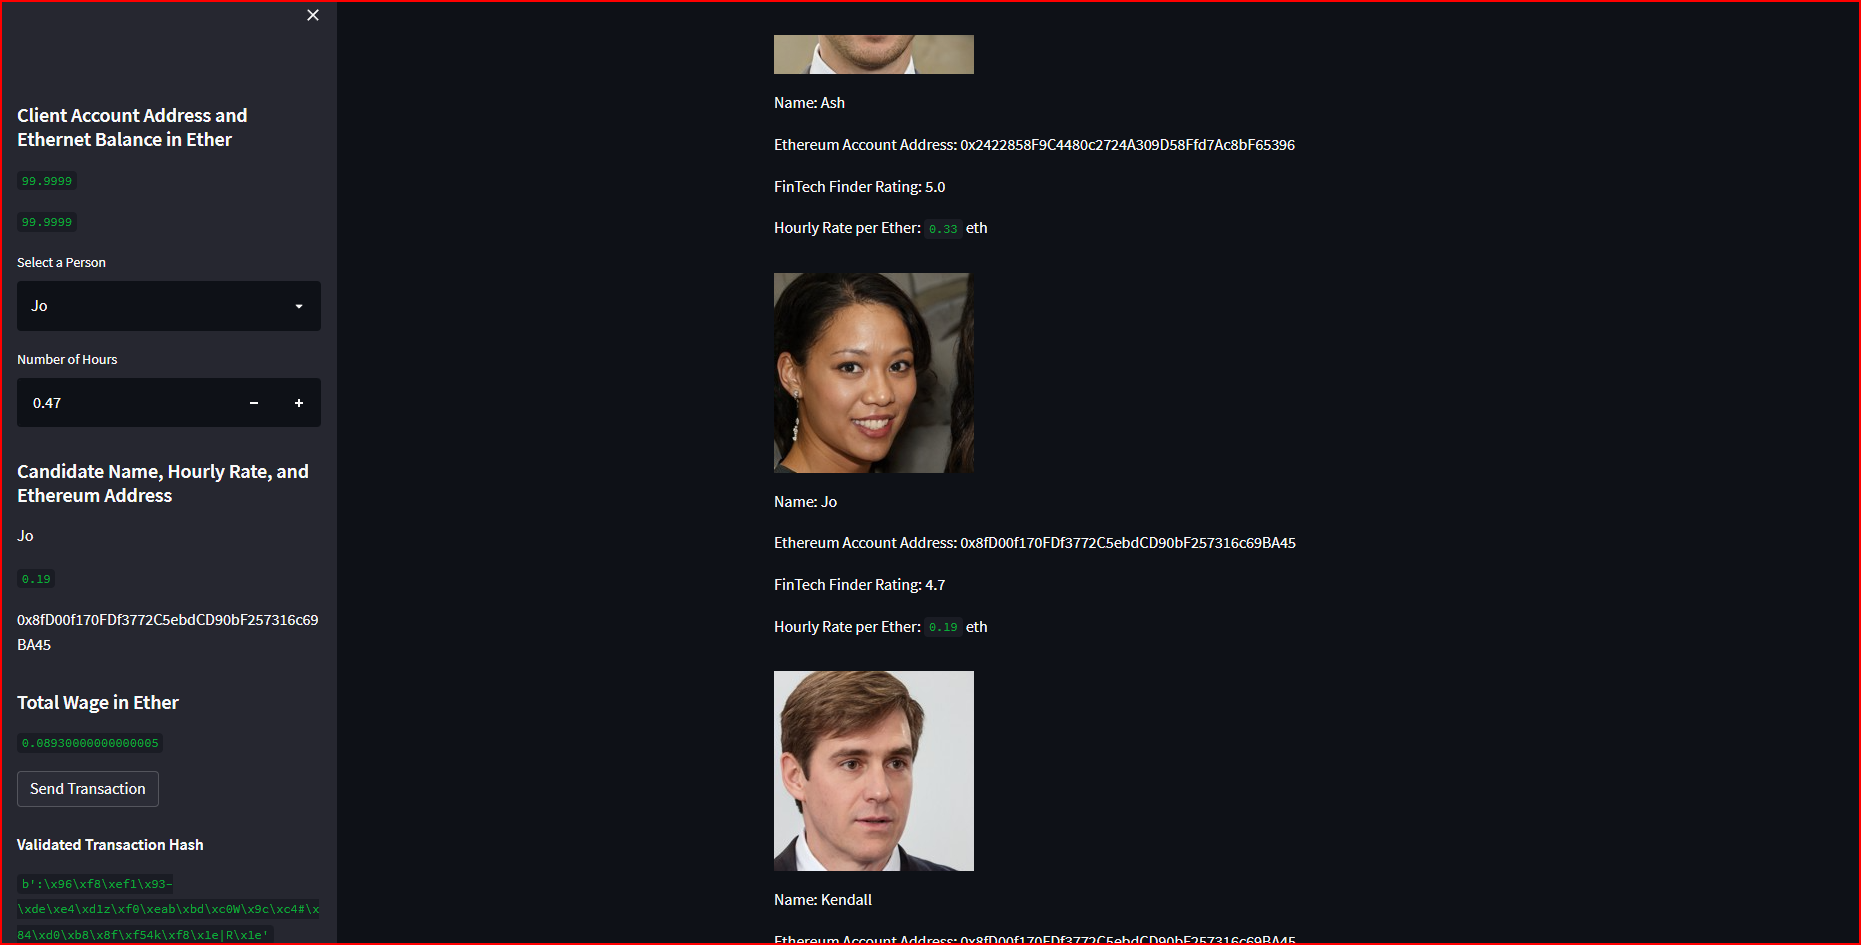 Client Account Address and
Ethernet Balance in Ether
99.9999
99.9999
Select a Person
Jo
Number of Hours
0.47
Candidate Name, Hourly Rate, and
Ethereum Address
Jo
0.19
0x8fD00f170FDf3772C5ebdCD90bF257316c69
BA45
Total Wage in Ether
0.08930000000000005
Send Transaction
Validated Transaction Hash
b':\x96\xf8\xef1\x93-
\xde\xe4\xd1z\xf0\xeab\xbd\xc0W\x9c\xc4#\x
84\xd0\xb8\x8f\xf54k\xf8\x1e|R\x1e'
Name: Ash
Ethereum Account Address: 0x2422858F9C4480c2724A309D58Ffd7Ac8bF65396
FinTech Finder Rating: 5.0
Hourly Rate per Ether: 0.33 eth
Name: Jo
Ethereum Account Address: 0x8fD00f170FDf3772C5ebdCD90bF257316c69BA45
FinTech Finder Rating: 4.7
Hourly Rate per Ether: 0.19 eth
Name: Kendall
Ethereum Account Address: 0x8fD00f170FDf3772C5ebdCD90bF257316c69BA45